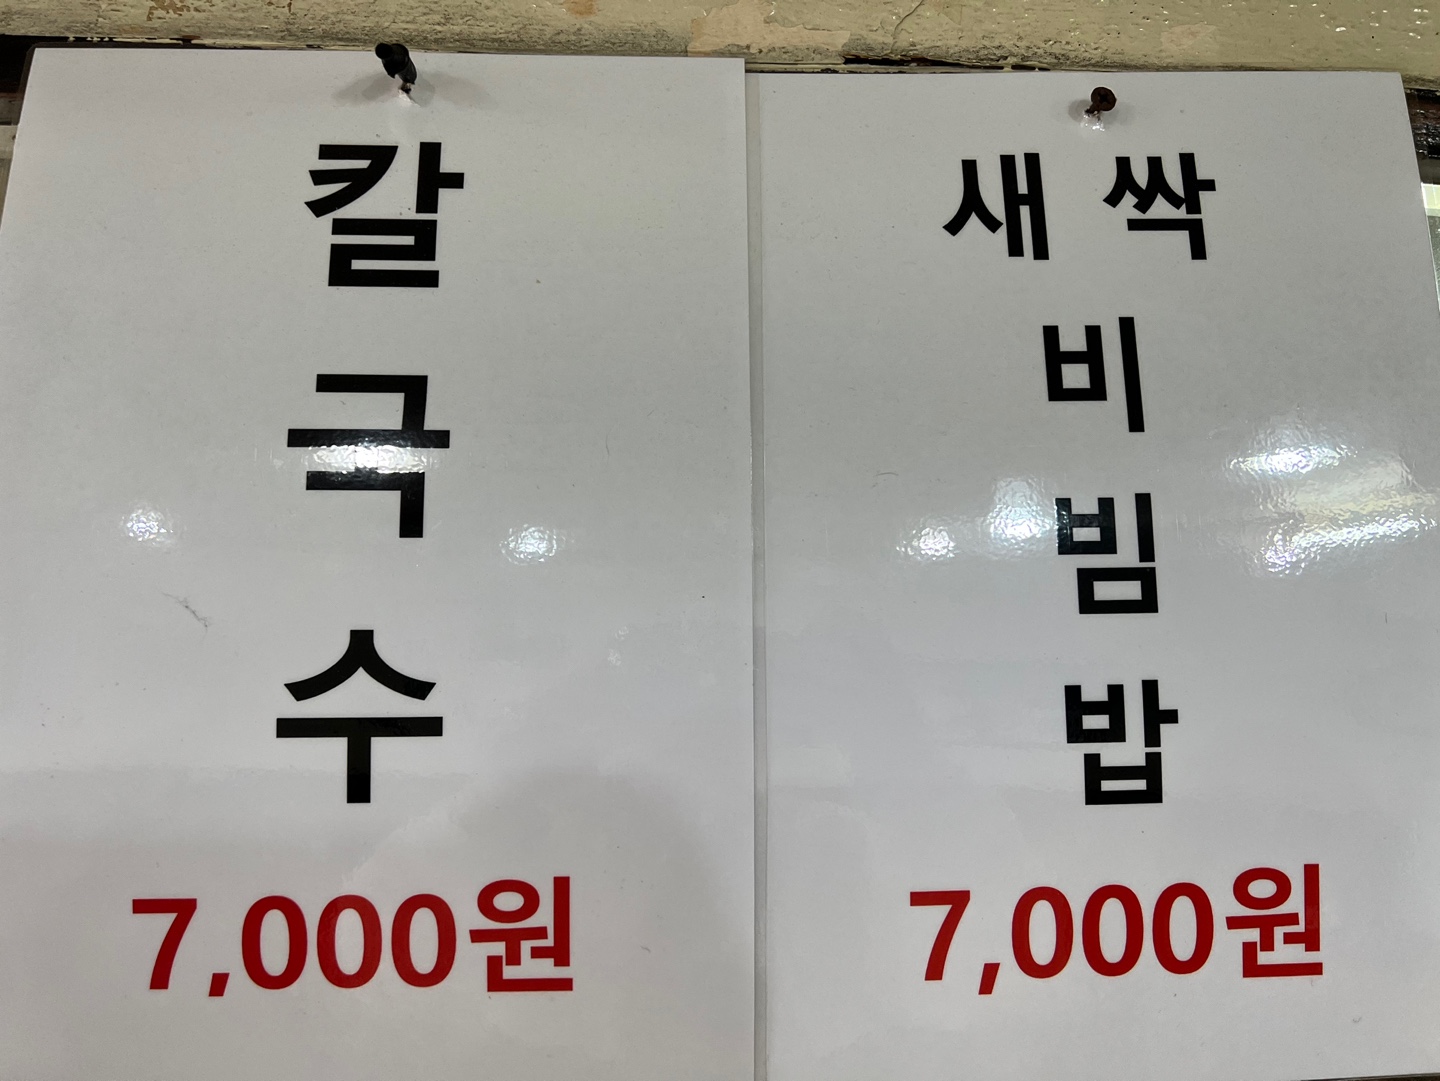 칼
국
수
7,000원
새싹
비
빔
밥
7,000원